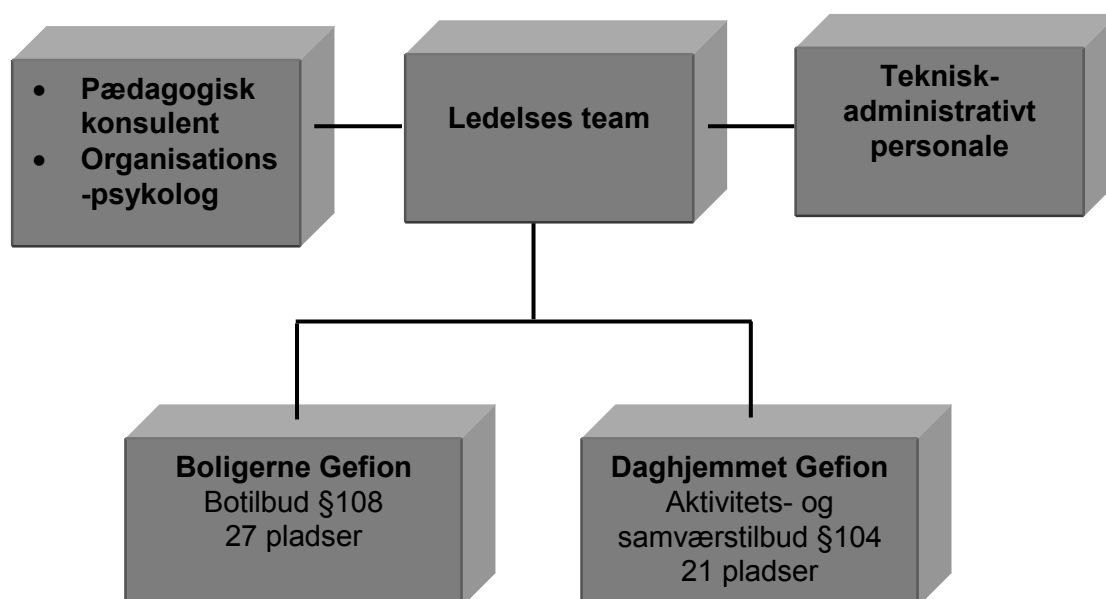 • Pædagogisk
konsulent
• Organisations
-psykolog
Ledelses team
Teknisk-
administrativt
personale
Boligerne Gefion
Botilbud §108
27 pladser
Daghjemmet Gefion
Aktivitets- og
samværstilbud §104
21 pladser